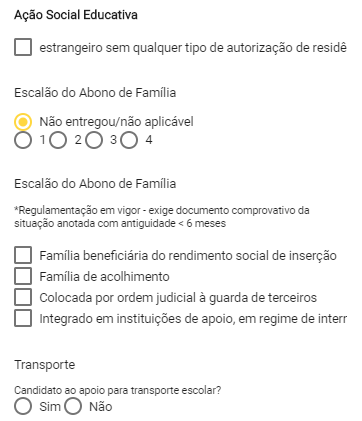 Ação Social Educativa
estrangeiro sem qualquer tipo de autorização de residê
Escalão do Abono de Família
Não entregou/não aplicável
1 2 3 4
Escalão do Abono de Família
*Regulamentação em vigor - exige documento comprovativo da
situação anotada com antiguidade < 6 meses
Família beneficiária do rendimento social de inserção
Família de acolhimento
Colocada por ordem judicial à guarda de terceiros
Integrado em instituições de apoio, em regime de interr
Transporte
Candidato ao apoio para transporte escolar?
Sim Não